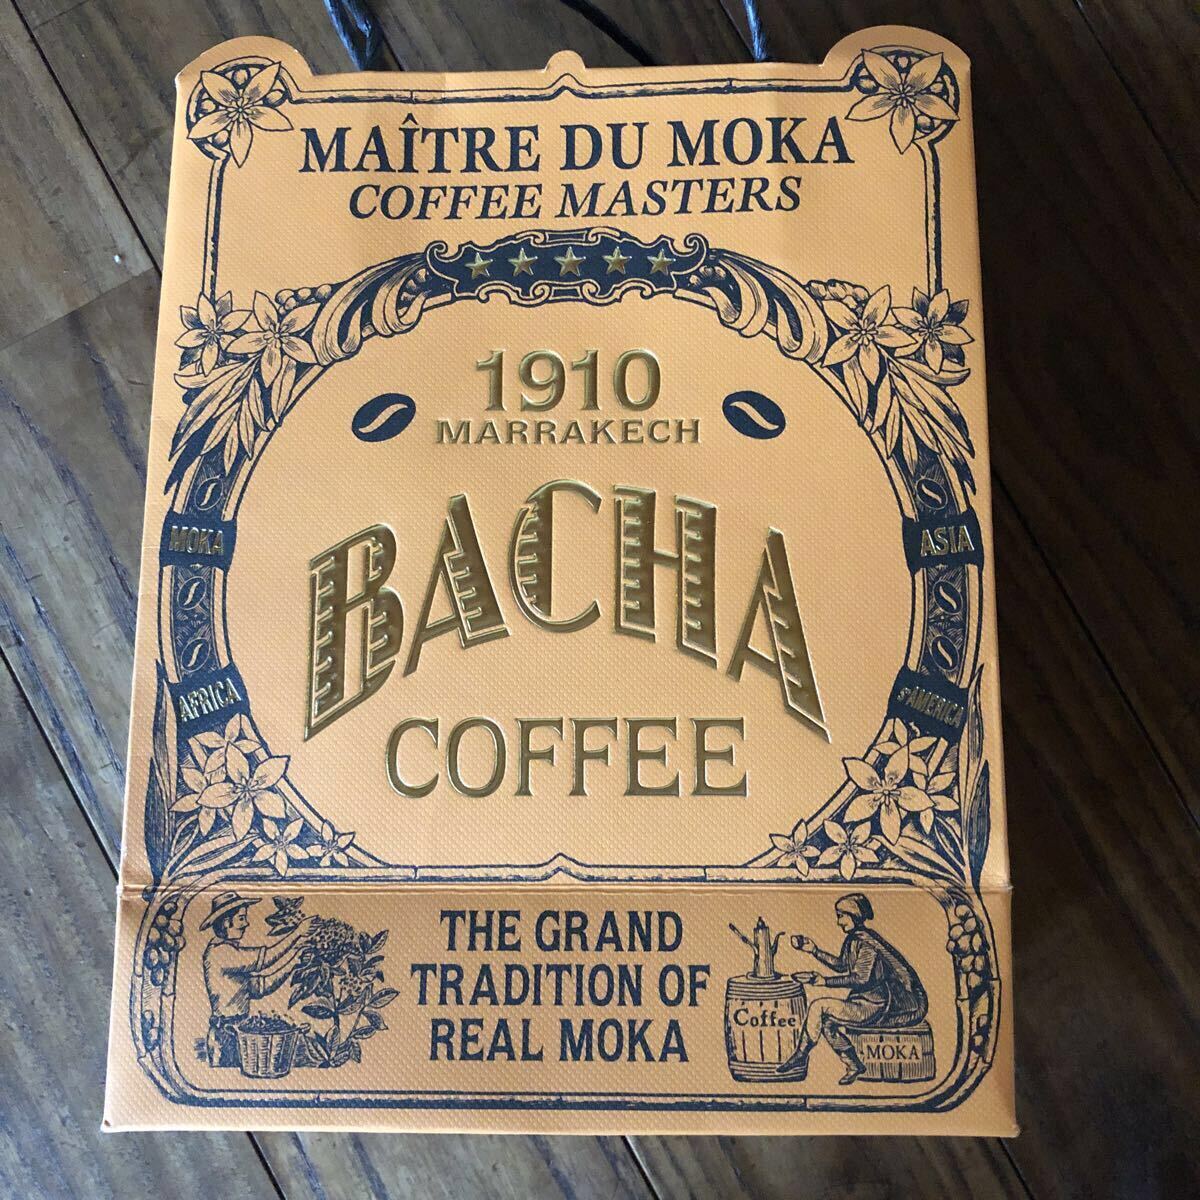 MAÎTRE DU MOKA
COFFEE MASTERS
1910
MARRAKECH
BACHA
COFFEE
MOKA
ASIA
AFRICA
S.AMERICA
THE GRAND
TRADITION OF
REAL MOKA
Coffee
MOKA